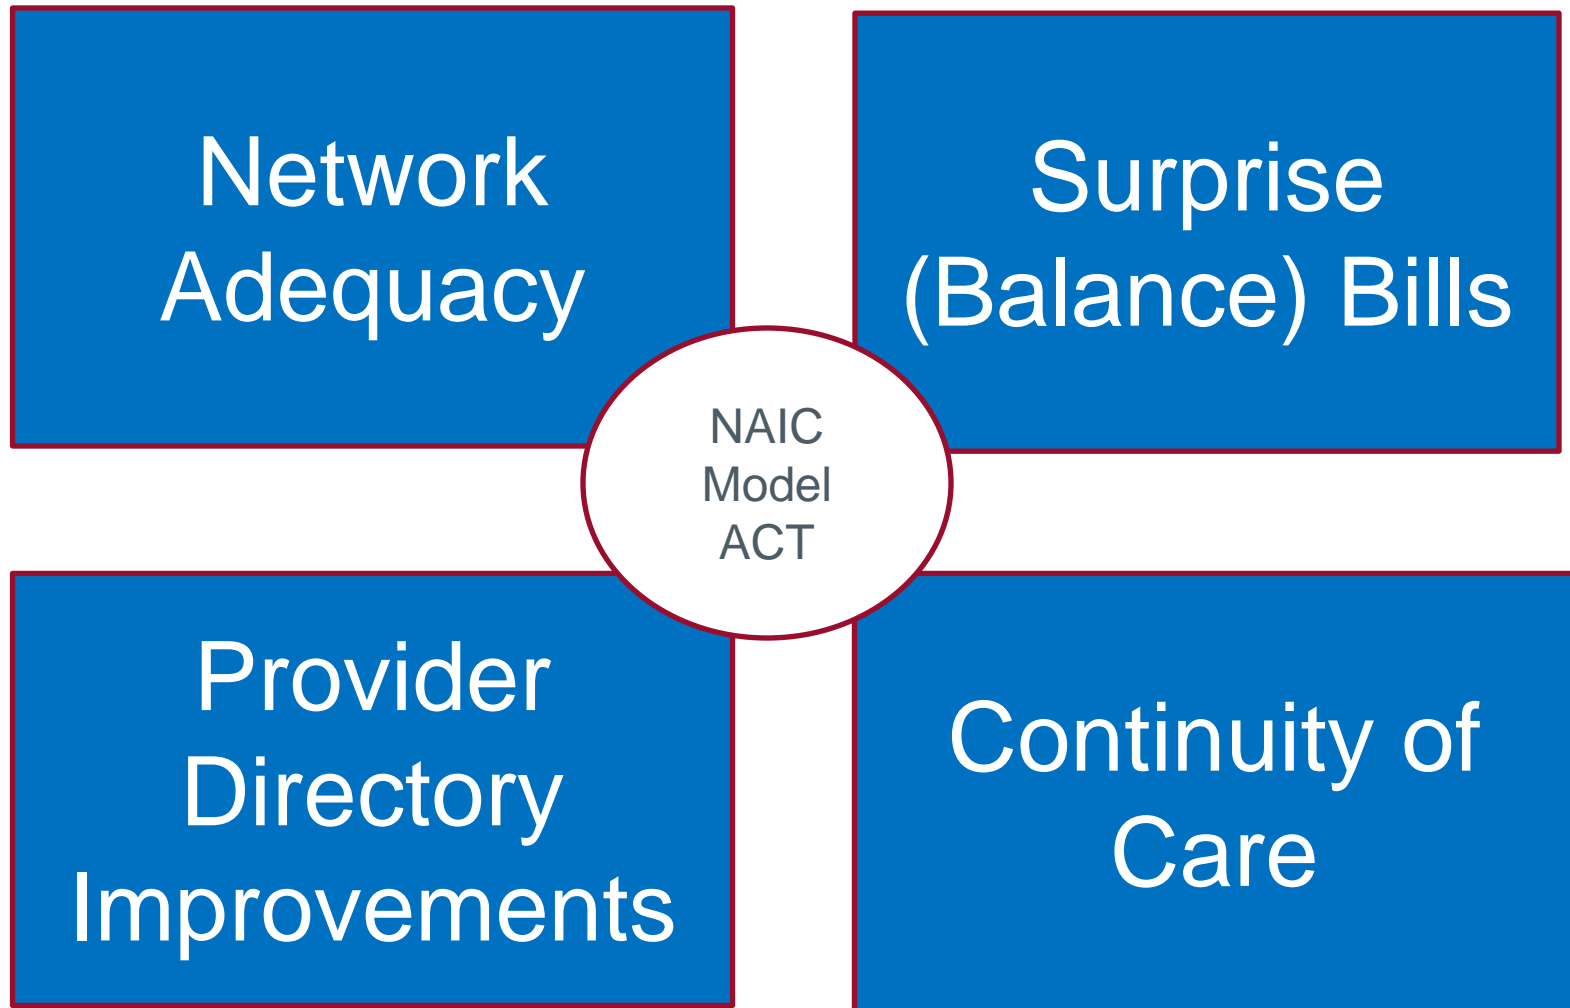 Network
Adequacy
Surprise
(Balance) Bills
NAIC
Model
ACT
Provider
Directory
Improvements
Continuity of
Care